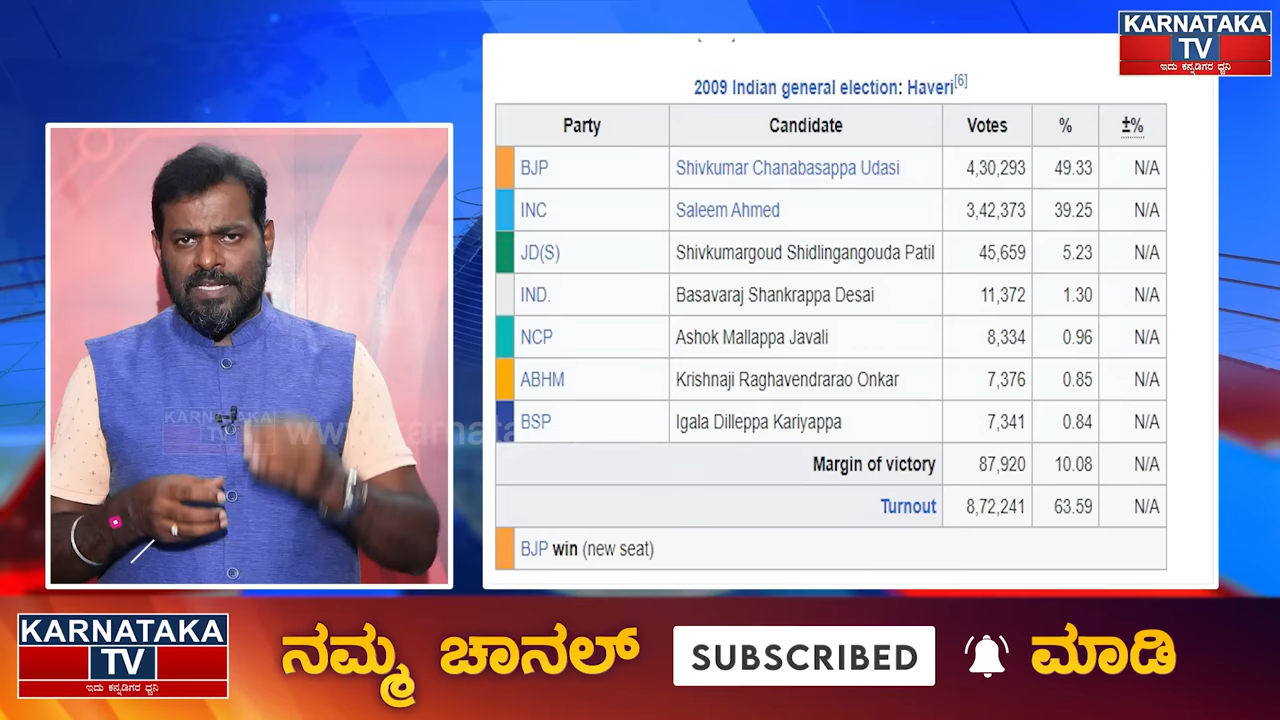 KARNATAKA
TV
ಇದು ಕನ್ನಡಿಗರ ಧ್ವನಿ
2009 Indian general election: Haveri[6]
Party Candidate Votes % ±%
BJP Shivkumar Chanabasappa Udasi 4,30,293 49.33 N/A
INC Saleem Ahmed 3,42,373 39.25 N/A
JD(S) Shivkumargoud Shidlingangouda Patil 45,659 5.23 N/A
IND. Basavaraj Shankrappa Desai 11,372 1.30 N/A
NCP Ashok Mallappa Javali 8,334 0.96 N/A
ABHM Krishnaji Raghavendrarao Onkar 7,376 0.85 N/A
BSP Igala Dilleppa Kariyappa 7,341 0.84 N/A
Margin of victory 87,920 10.08 N/A
Turnout 8,72,241 63.59 N/A
BJP win (new seat)
KARNATAKA
TV
KARNATAKA
TV
ಇದು ಕನ್ನಡಿಗರ ಧ್ವನಿ
ನಮ್ಮ ಚಾನಲ್ SUBSCRIBED ಮಾಡಿ